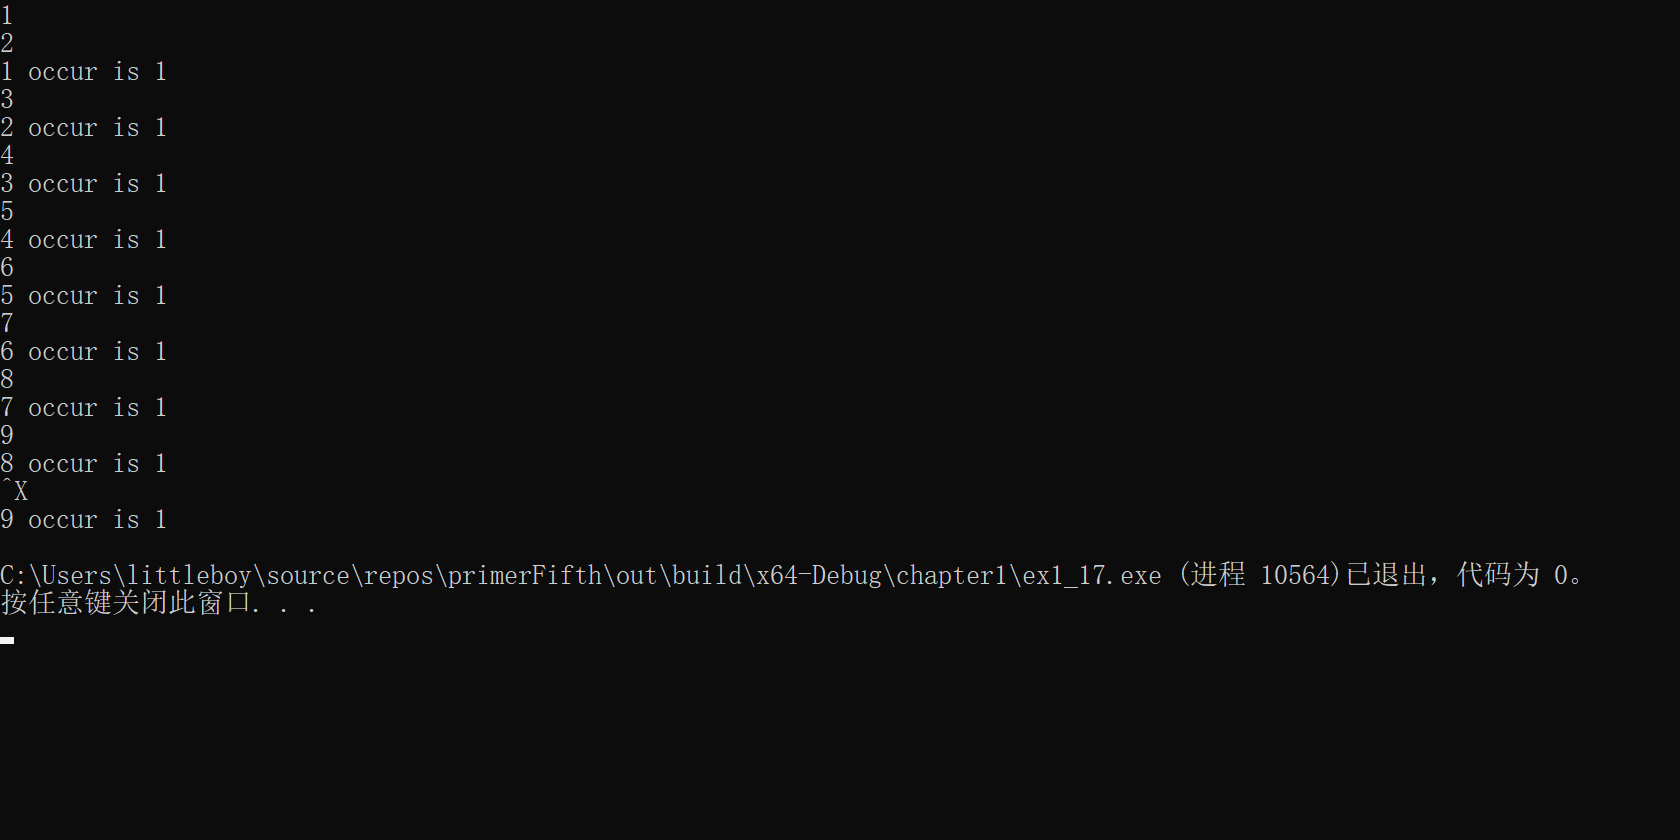 1
2
1 occur is 1
3
2 occur is 1
4
3 occur is 1
5
4 occur is 1
6
5 occur is 1
7
6 occur is 1
8
7 occur is 1
9
8 occur is 1
^X
9 occur is 1
C:\Users\littleboy\source\repos\primerFifth\out\build\x64-Debug\chapter1\ex1_17.exe (进程 10564)已退出，代码为 0。
按任意键关闭此窗口. . .